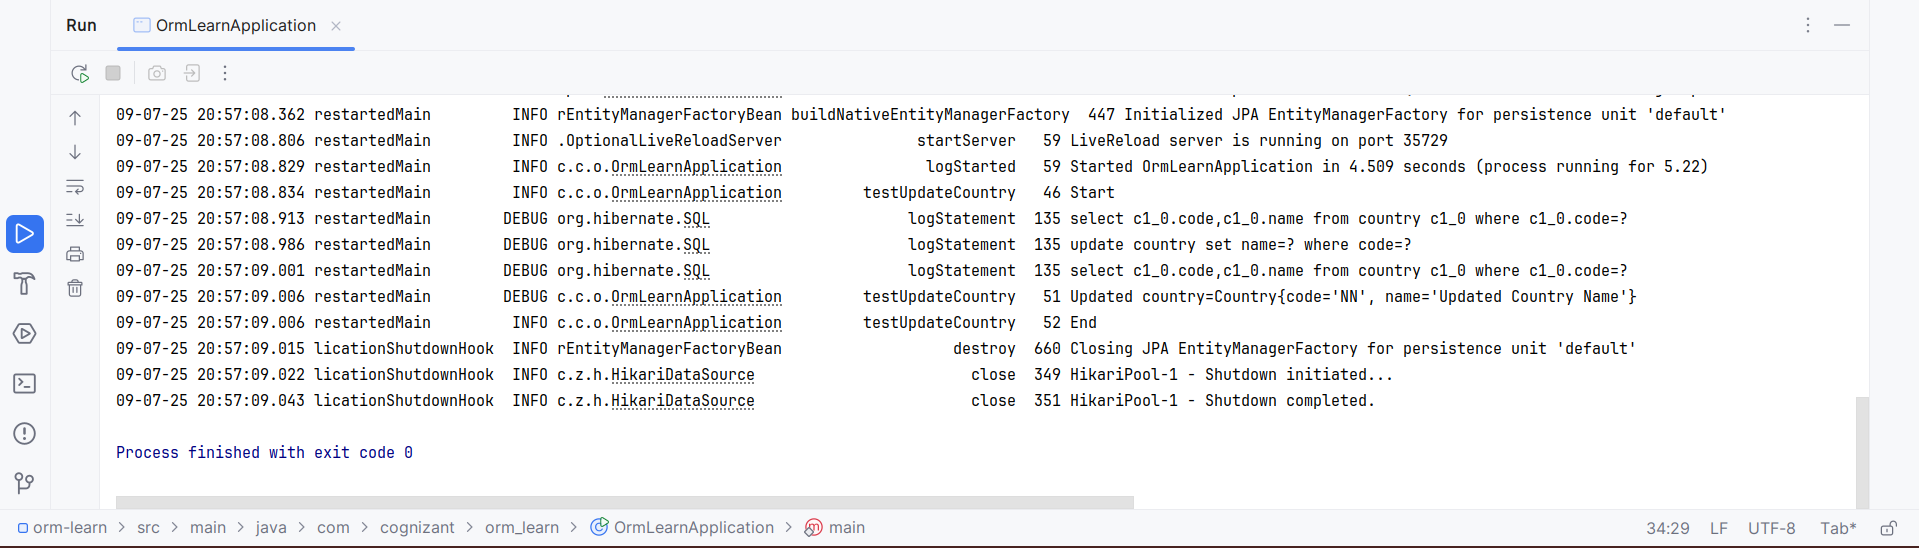 Run OrmLearnApplication
09-07-25 20:57:08.362 restartedMain INFO rEntityManagerFactoryBean buildNativeEntityManagerFactory 447 Initialized JPA EntityManagerFactory for persistence unit 'default'
09-07-25 20:57:08.806 restartedMain INFO .OptionalLiveReloadServer startServer 59 LiveReload server is running on port 35729
09-07-25 20:57:08.829 restartedMain INFO c.c.o.OrmLearnApplication logStarted 59 Started OrmLearnApplication in 4.509 seconds (process running for 5.22)
09-07-25 20:57:08.834 restartedMain INFO c.c.o.OrmLearnApplication testUpdateCountry 46 Start
09-07-25 20:57:08.913 restartedMain DEBUG org.hibernate.SQL logStatement 135 select c1_0.code,c1_0.name from country c1_0 where c1_0.code=?
09-07-25 20:57:08.986 restartedMain DEBUG org.hibernate.SQL logStatement 135 update country set name=? where code=?
09-07-25 20:57:09.001 restartedMain DEBUG org.hibernate.SQL logStatement 135 select c1_0.code,c1_0.name from country c1_0 where c1_0.code=?
09-07-25 20:57:09.006 restartedMain DEBUG c.c.o.OrmLearnApplication testUpdateCountry 51 Updated country=Country{code='NN', name='Updated Country Name'}
09-07-25 20:57:09.006 restartedMain INFO c.c.o.OrmLearnApplication testUpdateCountry 52 End
09-07-25 20:57:09.015 licationShutdownHook INFO rEntityManagerFactoryBean destroy 660 Closing JPA EntityManagerFactory for persistence unit 'default'
09-07-25 20:57:09.022 licationShutdownHook INFO c.z.h.HikariDataSource close 349 HikariPool-1 - Shutdown initiated...
09-07-25 20:57:09.043 licationShutdownHook INFO c.z.h.HikariDataSource close 351 HikariPool-1 - Shutdown completed.
Process finished with exit code 0
orm-learn > src > main > java > com > cognizant > orm_learn > OrmLearnApplication > main 34:29 LF UTF-8 Tab*